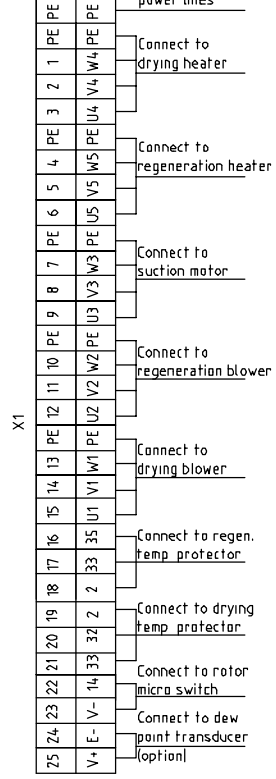 PE PE power lines
PE PE Connect to
1 W4 drying heater
2 V4
3 U4
PE PE Connect to
4 W5 regeneration heater
5 V5
6 U5
PE PE Connect to
7 W3 suction motor
8 V3
9 U3
PE PE Connect to
10 W2 regeneration blower
11 V2
12 U2
X1
PE PE Connect to
13 W1 drying blower
14 V1
15 U1
16 35 Connect to regen.
17 33 temp protector
18 2
19 2 Connect to drying
20 32 temp protector
21 33
22 14 Connect to rotor
micro switch
23 V-
24 E- Connect to dew
point transducer
25 V+ (option)